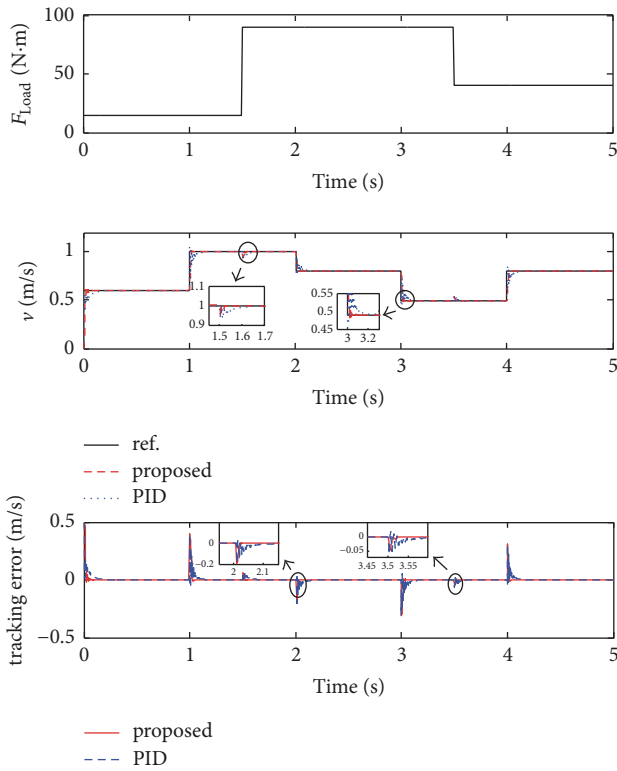 F_Load (N·m)
100
50
0
0 1 2 3 4 5
Time (s)
v (m/s)
1
0.5
0
1.1
1
0.9
1.5 1.6 1.7
0.55
0.5
0.45
3 3.2
0 1 2 3 4 5
Time (s)
ref.
proposed
PID
tracking error (m/s)
0.5
0
−0.5
0
−0.2
2 2.1
0
−0.05
3.45 3.5 3.55
0 1 2 3 4 5
Time (s)
proposed
PID